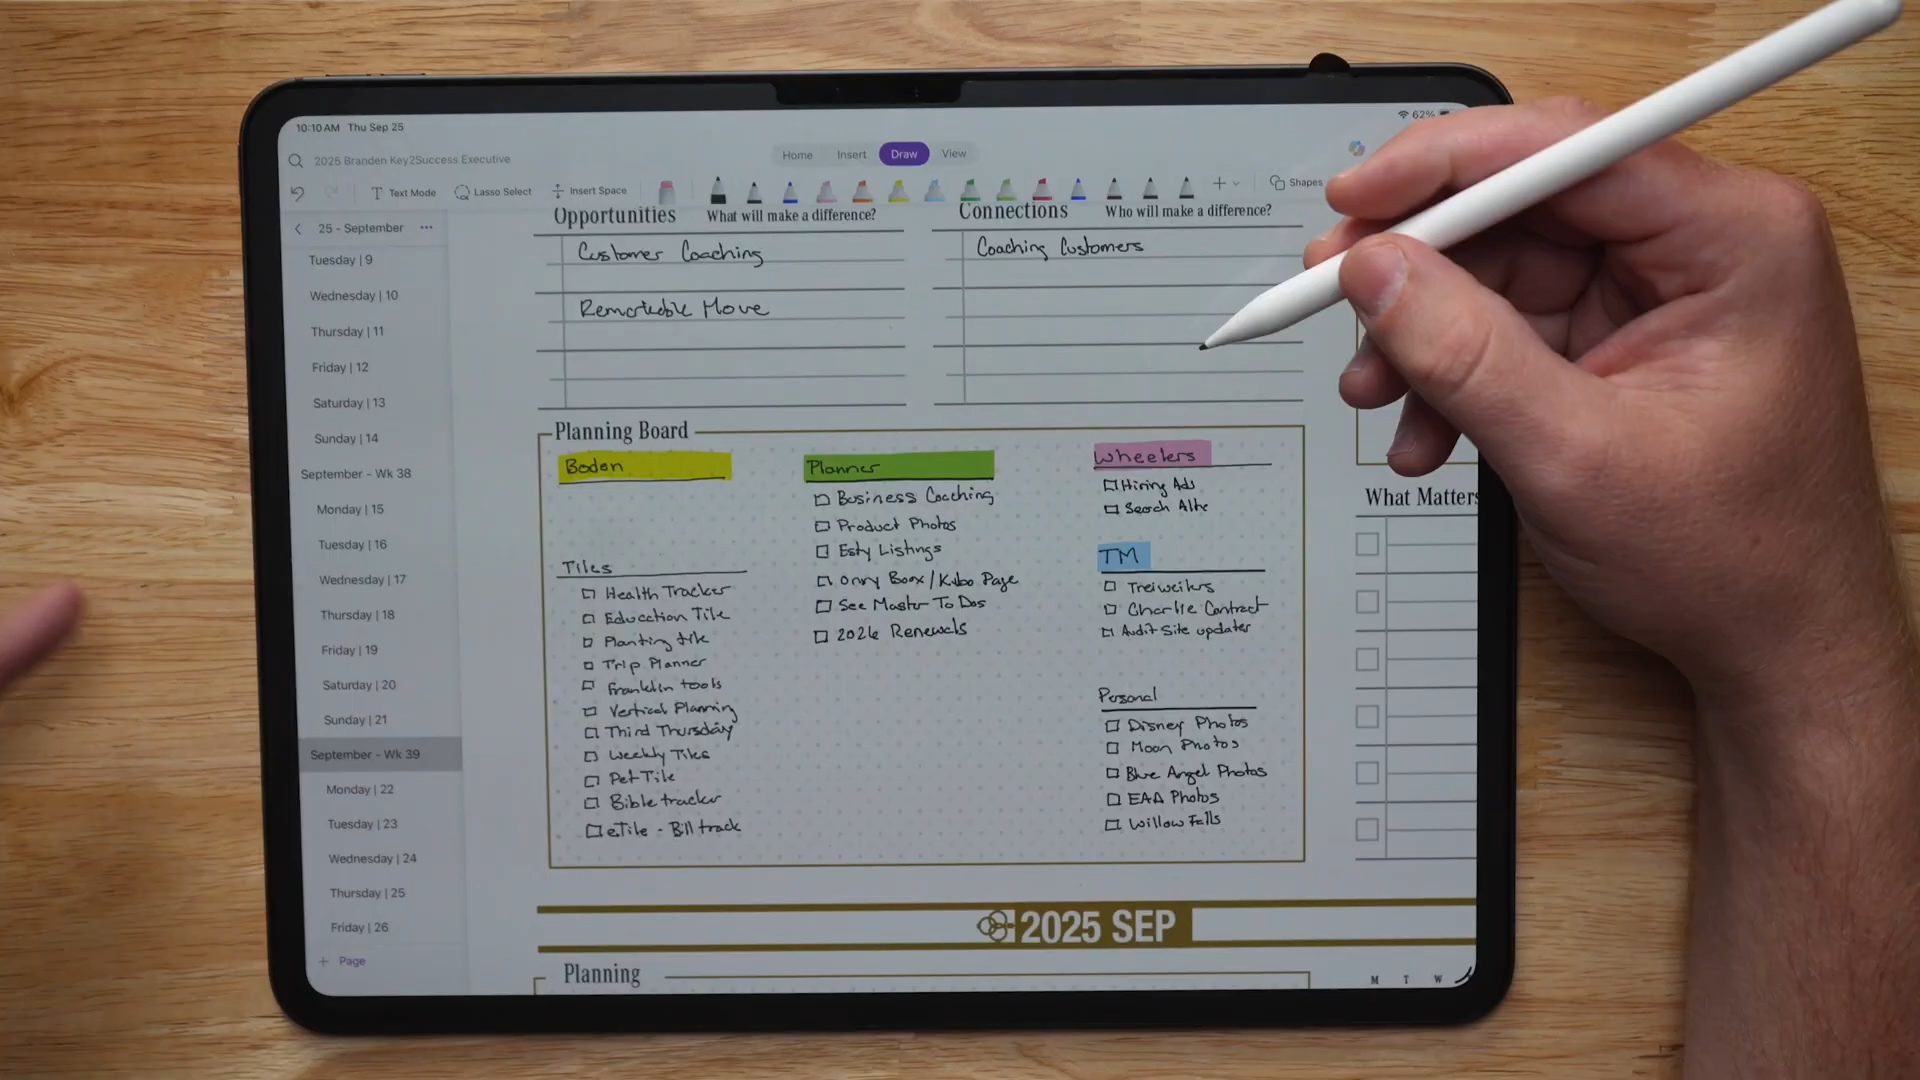 10:10 AM Thu Sep 25
62%
2025 Branden Key2Success Executive
Home Insert Draw View
Text Mode Lasso Select Insert Space Shapes
25 - September
Tuesday | 9
Wednesday | 10
Thursday | 11
Friday | 12
Saturday | 13
Sunday | 14
September - Wk 38
Monday | 15
Tuesday | 16
Wednesday | 17
Thursday | 18
Friday | 19
Saturday | 20
Sunday | 21
September - Wk 39
Monday | 22
Tuesday | 23
Wednesday | 24
Thursday | 25
Friday | 26
+ Page
Opportunities What will make a difference?
Customer Coaching
Remarkable Move
Connections Who will make a difference?
Coaching Customers
Planning Board
Boden
Tiles
Health Tracker
Education Tile
Planting tile
Trip Planner
Franklin tools
Vertical Planning
Third Thursday
Weekly Tiles
Pet Tile
Bible tracker
eTile - Bill track
Planner
Business Coaching
Product Photos
Esty Listings
Onny Boox/Kobo Page
See Master To Dos
2026 Renewals
Wheelers
Hiring Ads
Search Alte
TM
Treiweilers
Charlie Contract
Audit Site updater
Personal
Disney Photos
Moon Photos
Blue Angel Photos
EAA Photos
Willow Falls
What Matters
2025 SEP
Planning
M T W